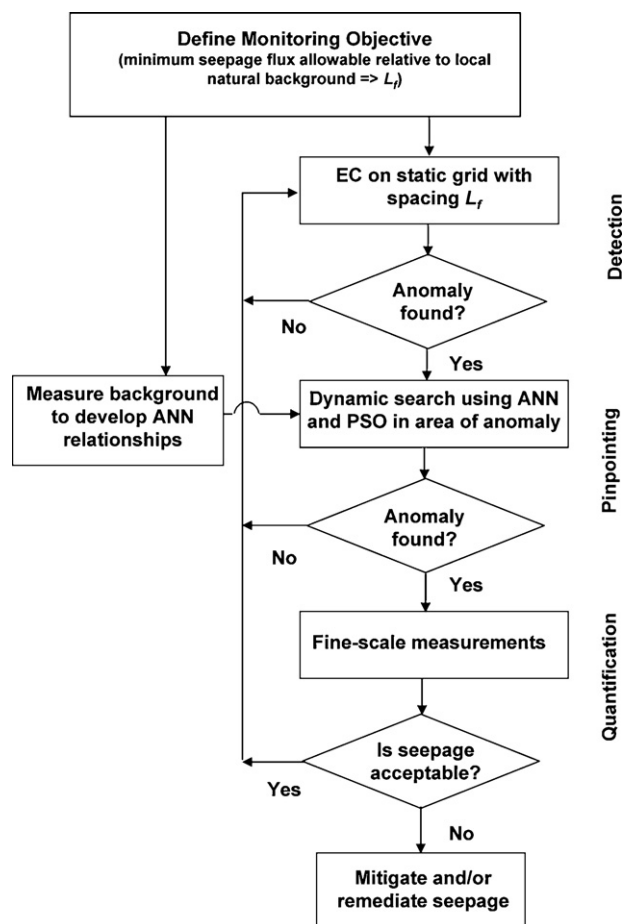 Define Monitoring Objective
(minimum seepage flux allowable relative to local
natural background => Lf)
EC on static grid with
spacing Lf
Detection
Anomaly
found?
No
Yes
Measure background
to develop ANN
relationships
Dynamic search using ANN
and PSO in area of anomaly
Pinpointing
Anomaly
found?
No
Yes
Fine-scale measurements
Quantification
Is seepage
acceptable?
Yes
No
Mitigate and/or
remediate seepage